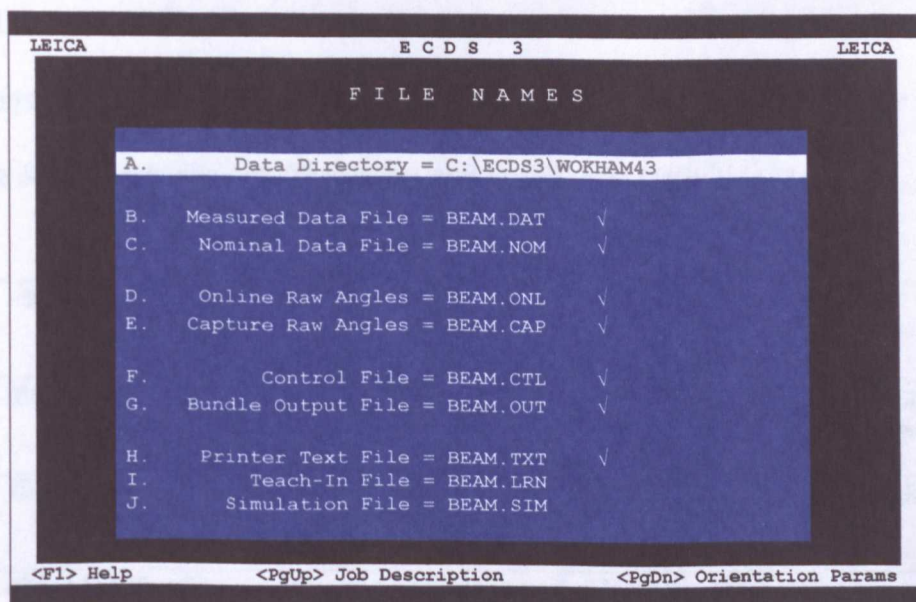 LEICA E C D S 3 LEICA
F I L E N A M E S
A. Data Directory = C:\ECDS3\WOKHAM43
B. Measured Data File = BEAM.DAT √
C. Nominal Data File = BEAM.NOM √
D. Online Raw Angles = BEAM.ONL √
E. Capture Raw Angles = BEAM.CAP √
F. Control File = BEAM.CTL √
G. Bundle Output File = BEAM.OUT √
H. Printer Text File = BEAM.TXT √
I. Teach-In File = BEAM.LRN
J. Simulation File = BEAM.SIM
<F1> Help <PgUp> Job Description <PgDn> Orientation Params